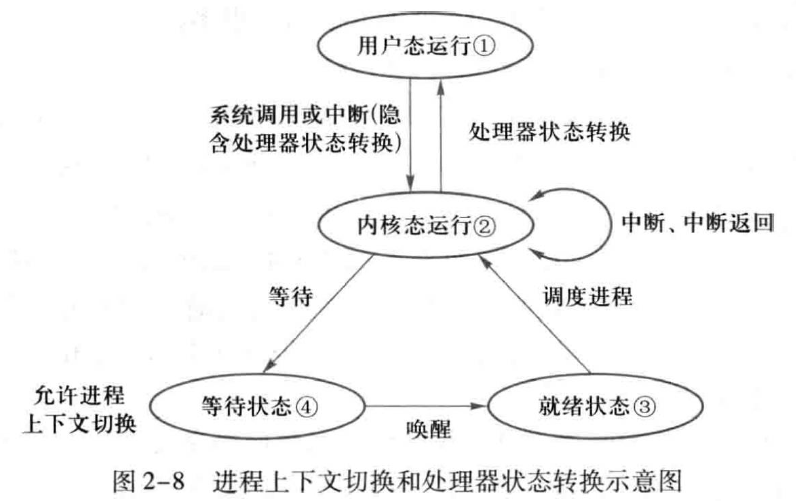 用户态运行①
系统调用或中断(隐
含处理器状态转换)
处理器状态转换
内核态运行②
中断、中断返回
等待
调度进程
允许进程
上下文切换
等待状态④
唤醒
就绪状态③
图 2-8 进程上下文切换和处理器状态转换示意图